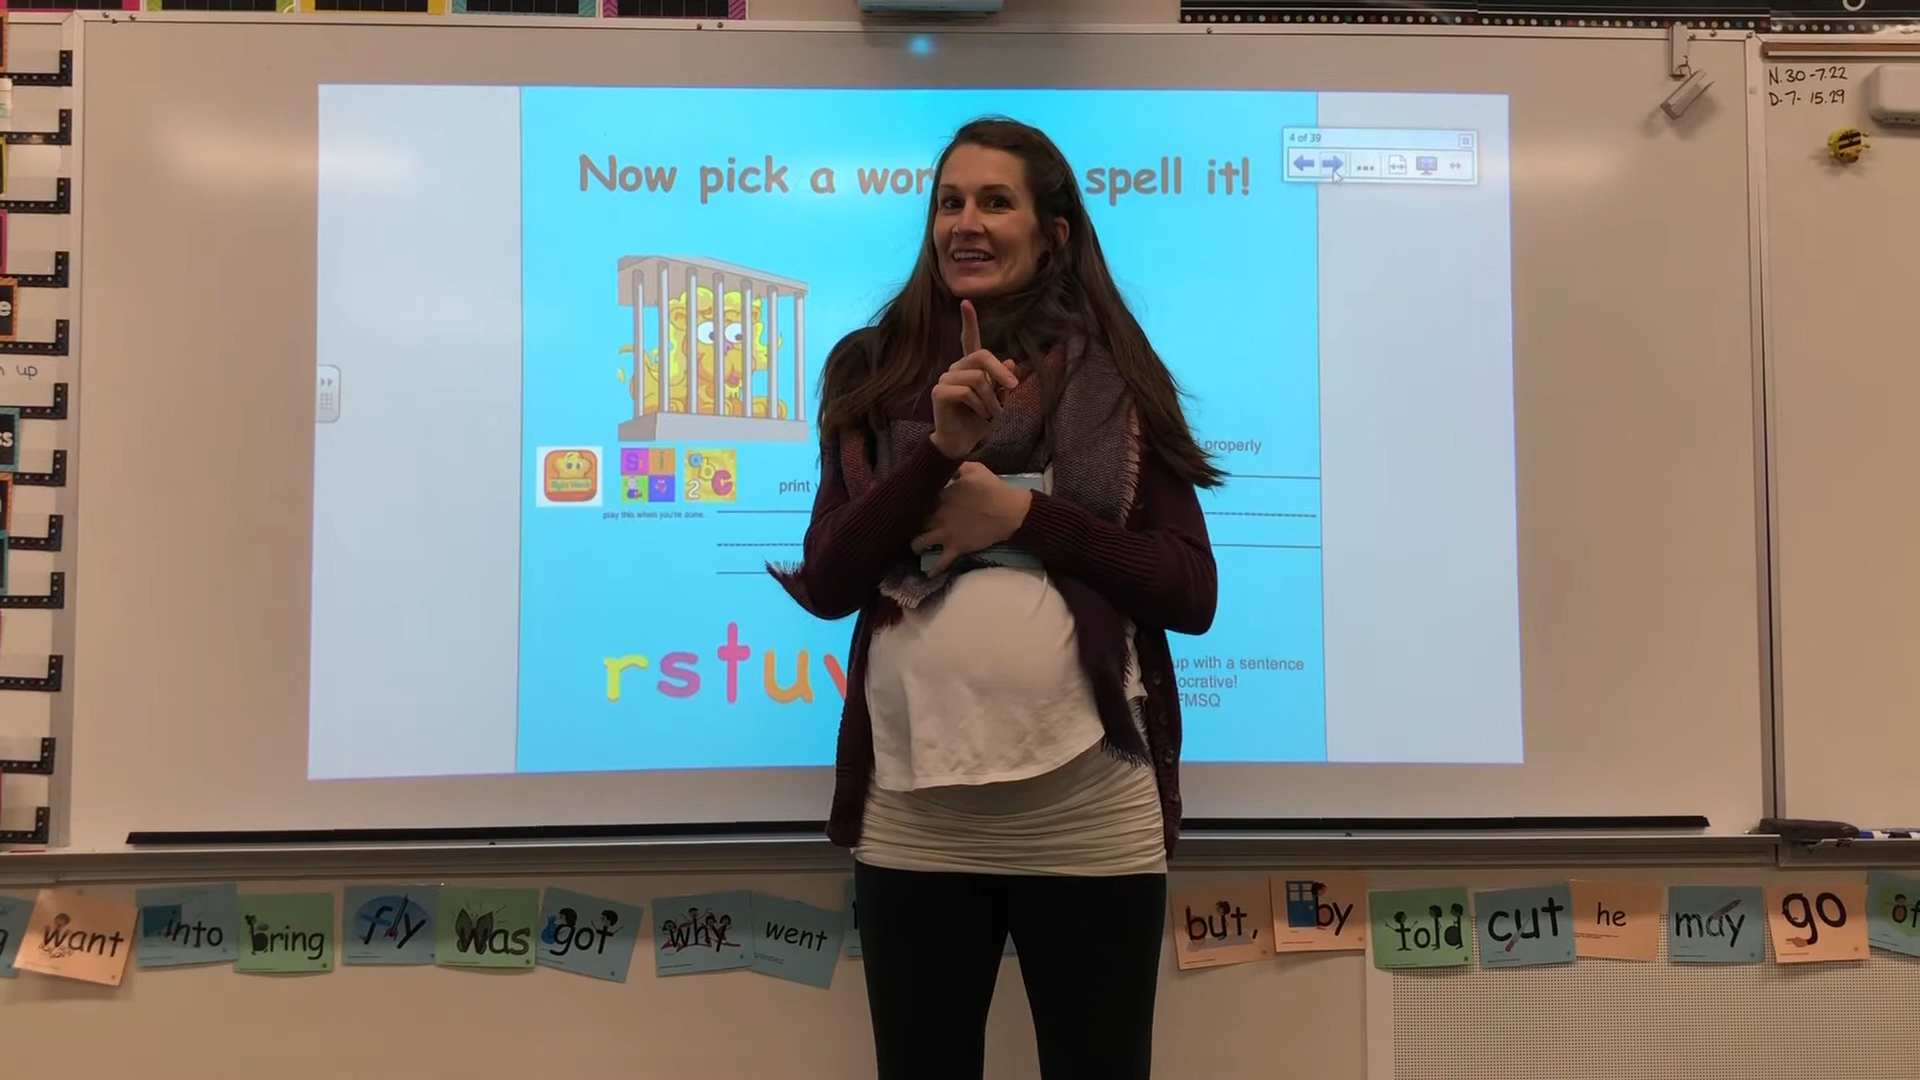 N. 30 - 7.22
D. 7 - 15.29
4 of 39
Now pick a wor spell it!
properly
print
play this when you're done.
r s t u v
up with a sentence
ocrative!
FMSQ
up
want into bring fly was got why went but, by told cut he may go of